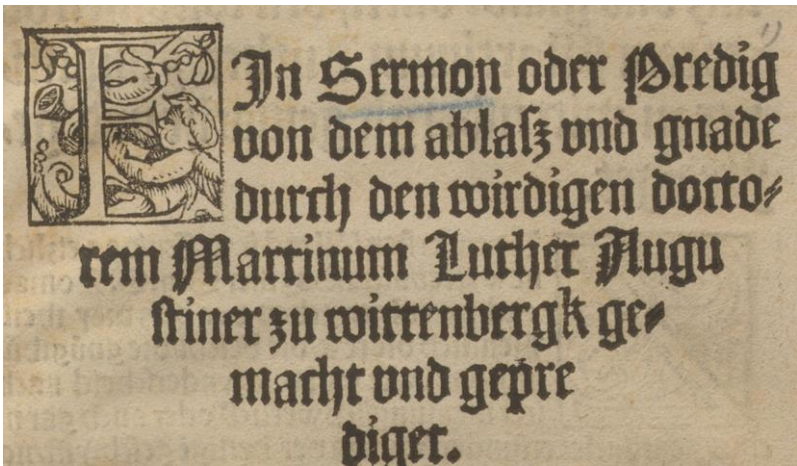 EIn Sermon oder Predig
von dem ablasz vnd gnade
durch den wirdigen docto⸗
rem Martinum Luther Augu
stiner zu wittenbergk ge⸗
macht vnd gepre
diget.